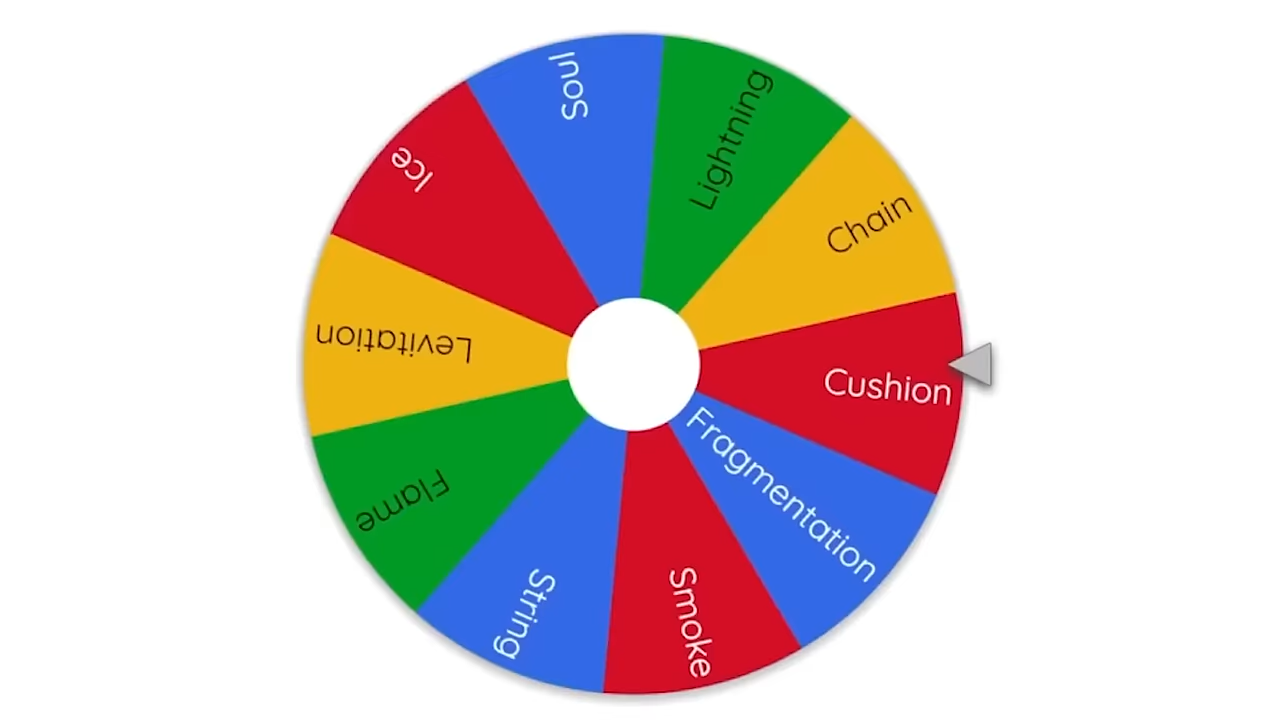 Soul
Lightning
Chain
Cushion
Fragmentation
Smoke
String
Flame
Levitation
Ice